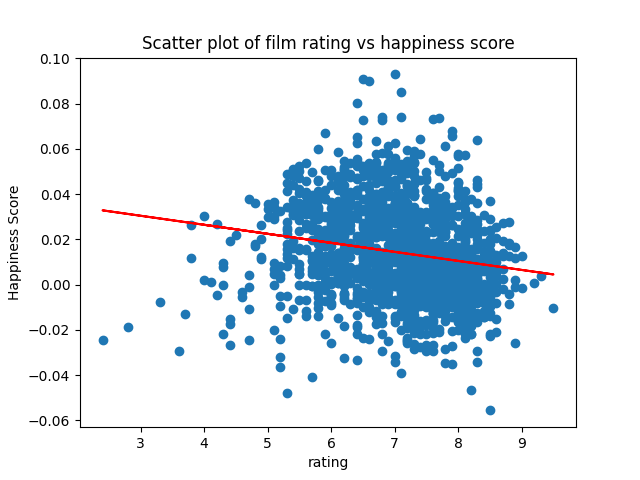 Scatter plot of film rating vs happiness score
Happiness Score
0.10
0.08
0.06
0.04
0.02
0.00
−0.02
−0.04
−0.06
3 4 5 6 7 8 9
rating